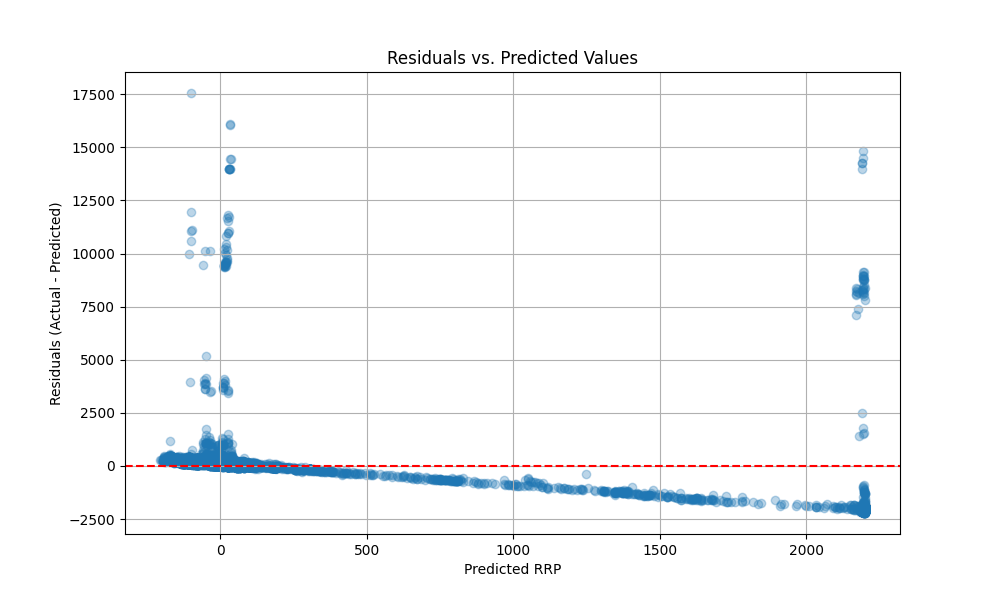 Residuals vs. Predicted Values
Residuals (Actual - Predicted)
17500
15000
12500
10000
7500
5000
2500
0
−2500
0 500 1000 1500 2000
Predicted RRP